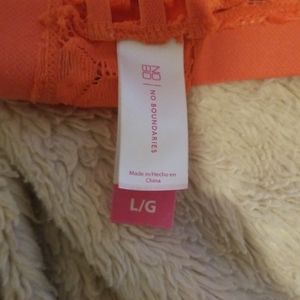 NO
BO
NO BOUNDARIES
Made in/Hecho en
China
L/G